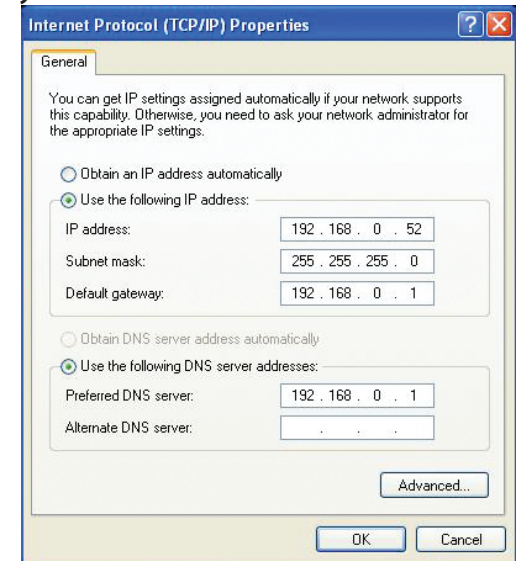 Internet Protocol (TCP/IP) Properties
General
You can get IP settings assigned automatically if your network supports
this capability. Otherwise, you need to ask your network administrator for
the appropriate IP settings.
Obtain an IP address automatically
Use the following IP address:
IP address: 192 . 168 . 0 . 52
Subnet mask: 255 . 255 . 255 . 0
Default gateway: 192 . 168 . 0 . 1
Obtain DNS server address automatically
Use the following DNS server addresses:
Preferred DNS server: 192 . 168 . 0 . 1
Alternate DNS server: . . .
Advanced...
OK Cancel